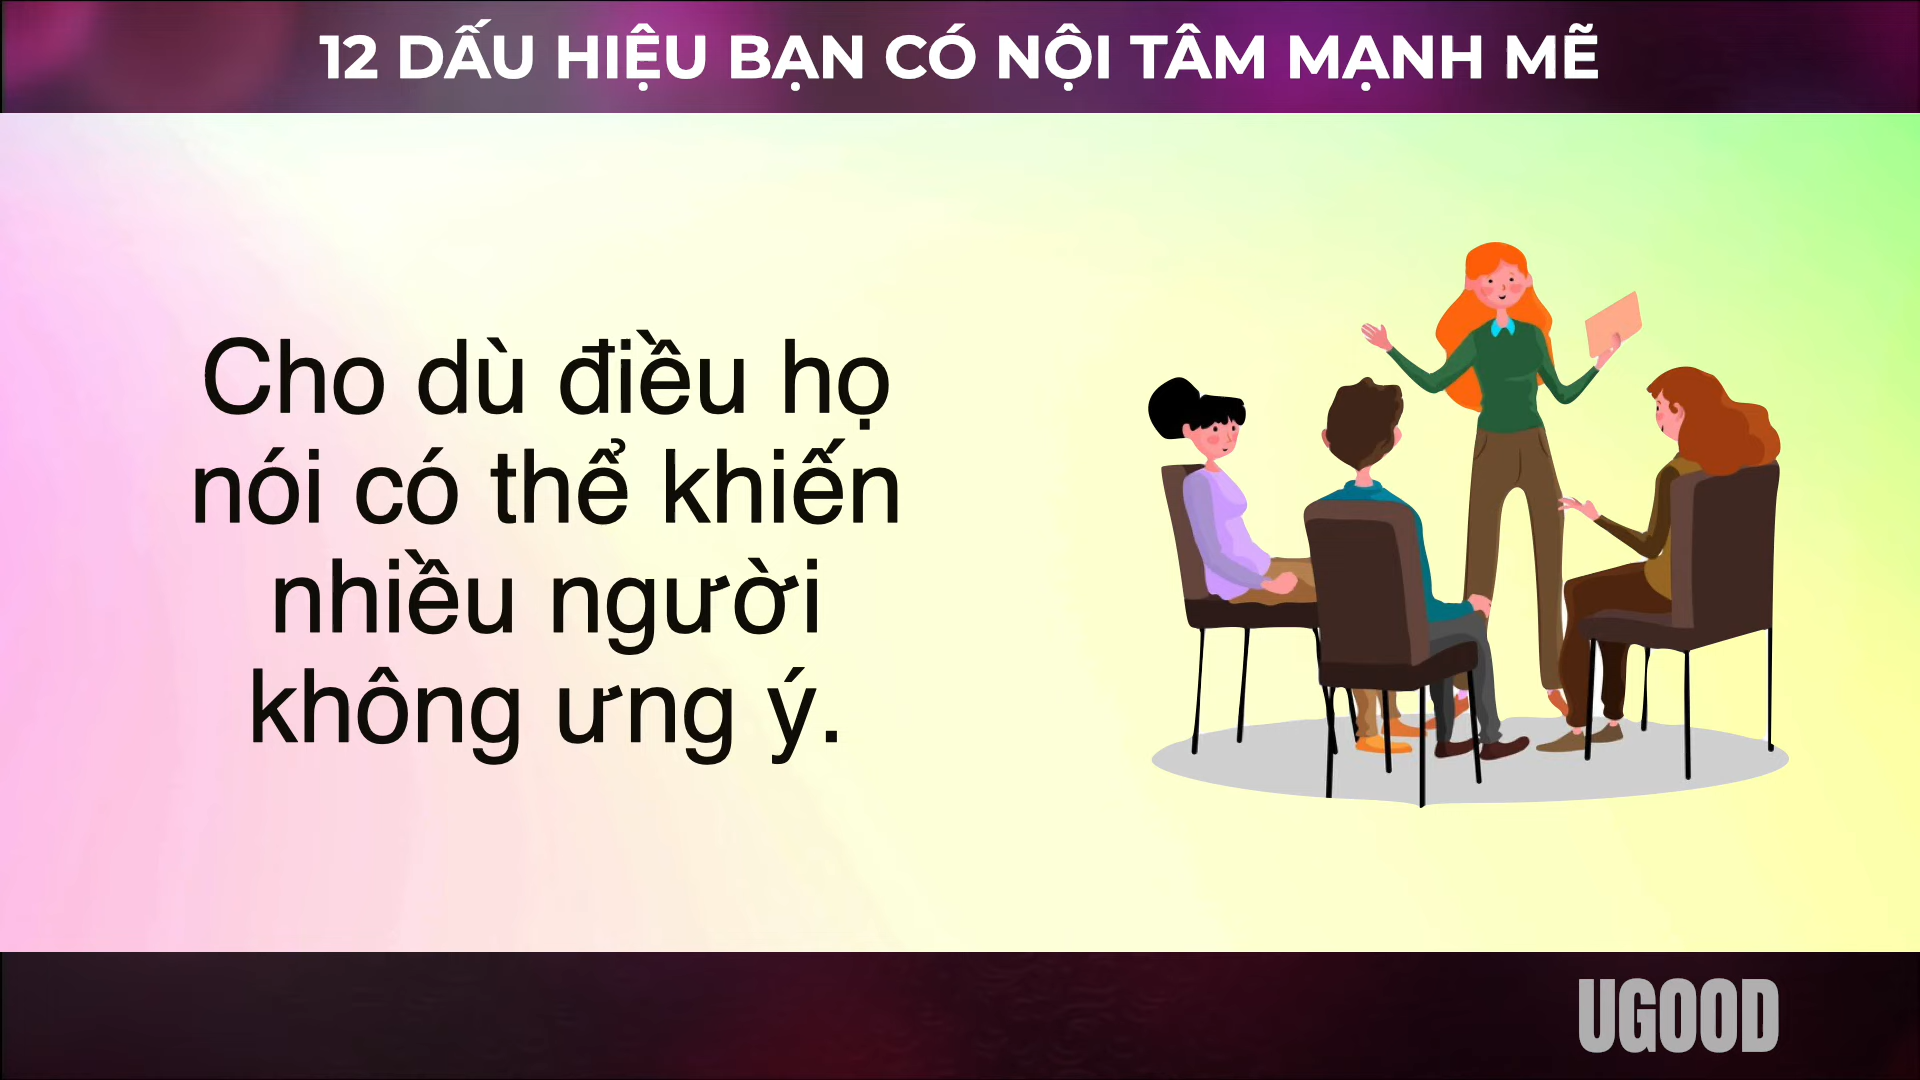 12 DẤU HIỆU BẠN CÓ NỘI TÂM MẠNH MẼ
Cho dù điều họ
nói có thể khiến
nhiều người
không ưng ý.
UGOOD